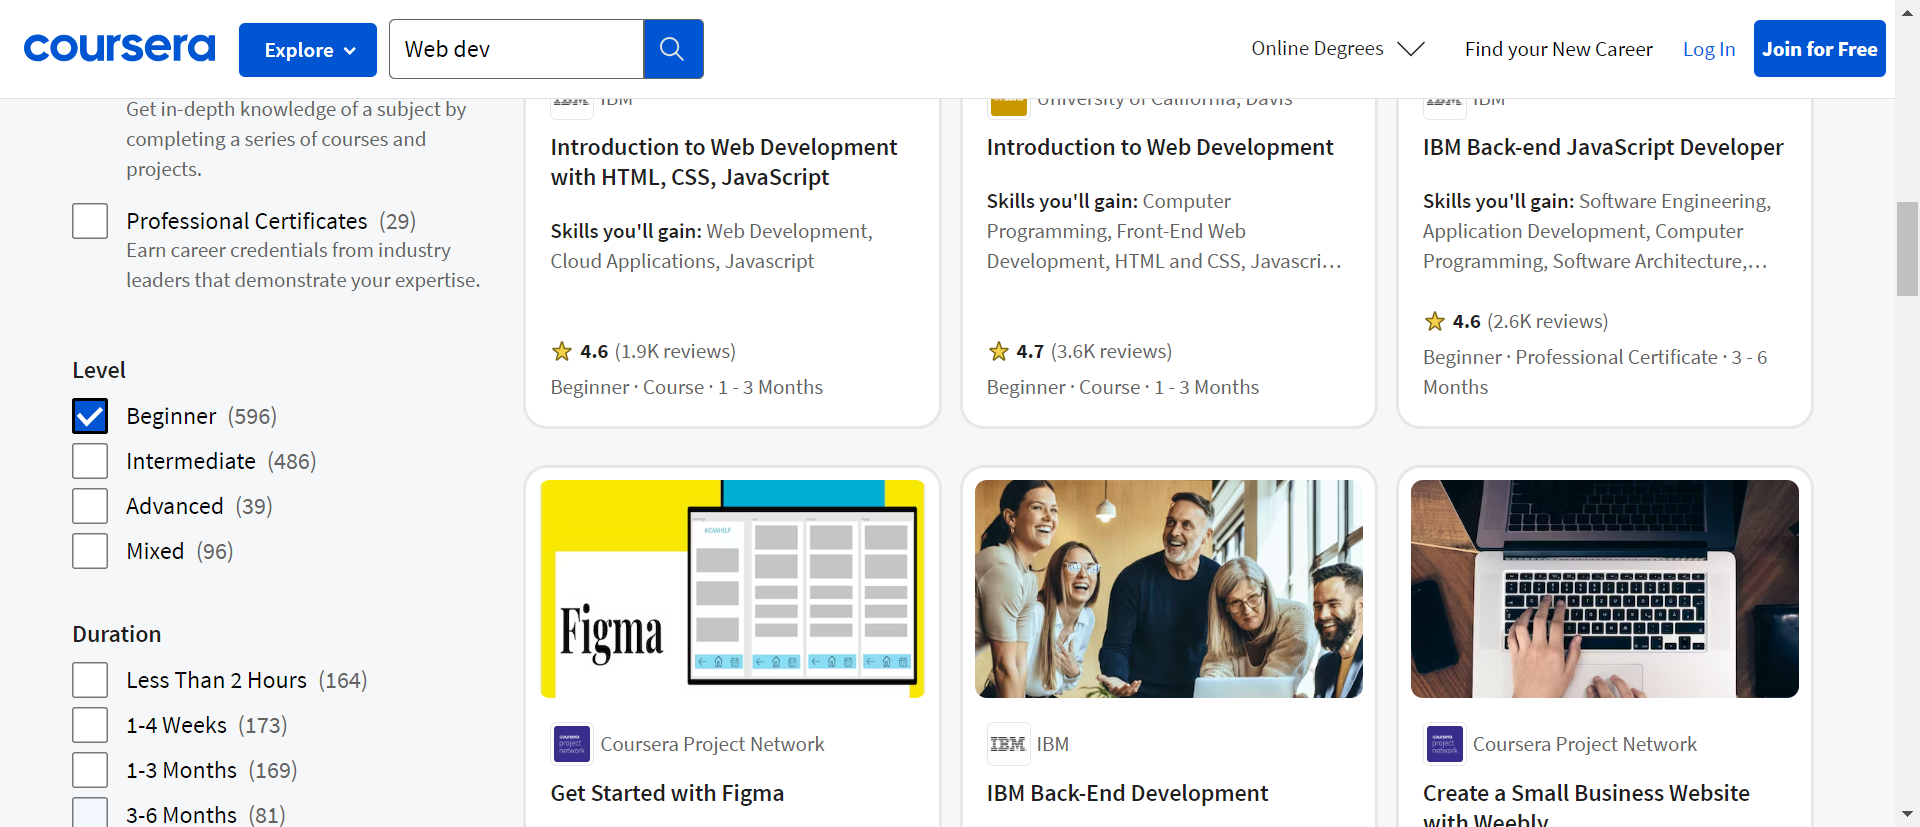 coursera
Explore
Web dev
Online Degrees
Find your New Career
Log In
Join for Free
Get in-depth knowledge of a subject by
completing a series of courses and
projects.
Professional Certificates (29)
Earn career credentials from industry
leaders that demonstrate your expertise.
Level
Beginner (596)
Intermediate (486)
Advanced (39)
Mixed (96)
Duration
Less Than 2 Hours (164)
1-4 Weeks (173)
1-3 Months (169)
3-6 Months (81)
IBM IBM
Introduction to Web Development
with HTML, CSS, JavaScript
Skills you'll gain: Web Development,
Cloud Applications, Javascript
4.6 (1.9K reviews)
Beginner · Course · 1 - 3 Months
University of California, Davis
Introduction to Web Development
Skills you'll gain: Computer
Programming, Front-End Web
Development, HTML and CSS, Javascri...
4.7 (3.6K reviews)
Beginner · Course · 1 - 3 Months
IBM IBM
IBM Back-end JavaScript Developer
Skills you'll gain: Software Engineering,
Application Development, Computer
Programming, Software Architecture,...
4.6 (2.6K reviews)
Beginner · Professional Certificate · 3 - 6
Months
#ICANHELP
Figma
coursera
project
network
Coursera Project Network
Get Started with Figma
IBM IBM
IBM Back-End Development
coursera
project
network
Coursera Project Network
Create a Small Business Website
with Weebly